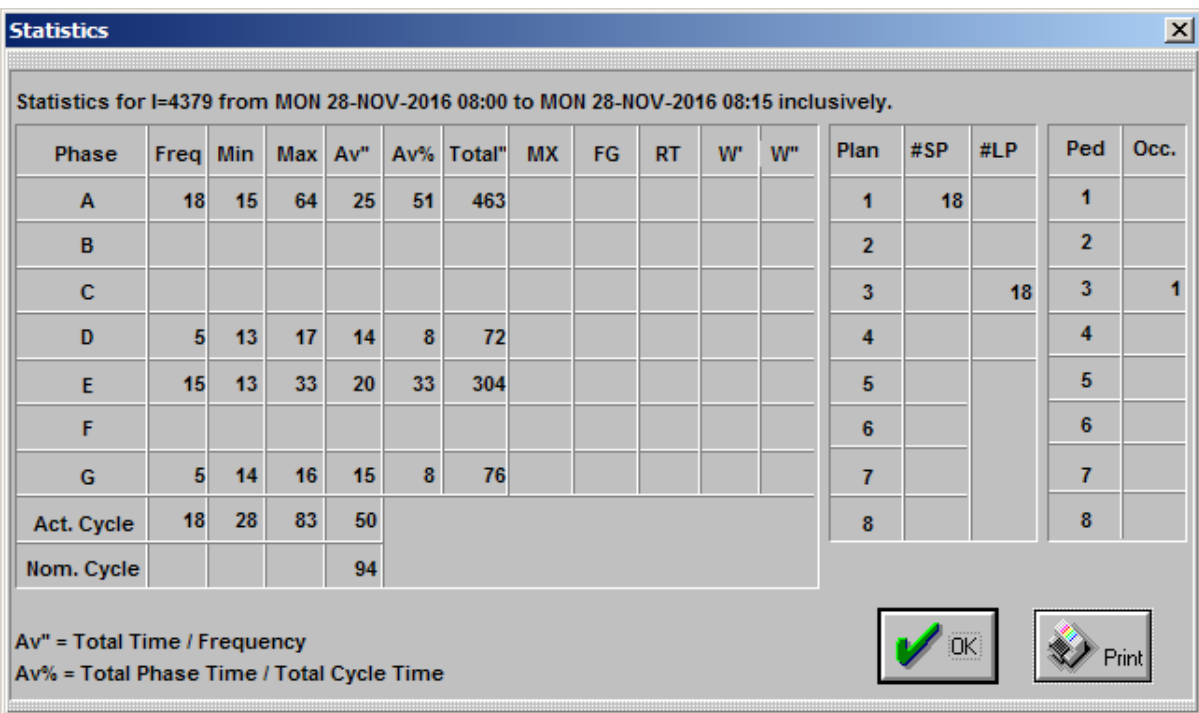 Statistics
Statistics for I=4379 from MON 28-NOV-2016 08:00 to MON 28-NOV-2016 08:15 inclusively.
Phase Freq Min Max Av" Av% Total" MX FG RT W' W" Plan #SP #LP Ped Occ.
A 18 15 64 25 51 463 1 18 1
B 2 2
C 3 18 3 1
D 5 13 17 14 8 72 4 4
E 15 13 33 20 33 304 5 5
F 6 6
G 5 14 16 15 8 76 7 7
Act. Cycle 18 28 83 50 8 8
Nom. Cycle 94
Av" = Total Time / Frequency
Av% = Total Phase Time / Total Cycle Time
OK Print